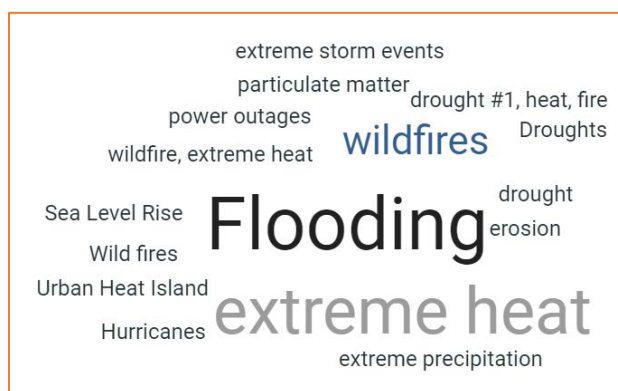 extreme storm events
particulate matter
drought #1, heat, fire
power outages
Droughts
wildfires
wildfire, extreme heat
drought
Sea Level Rise
Flooding
erosion
Wild fires
Urban Heat Island
extreme heat
Hurricanes
extreme precipitation